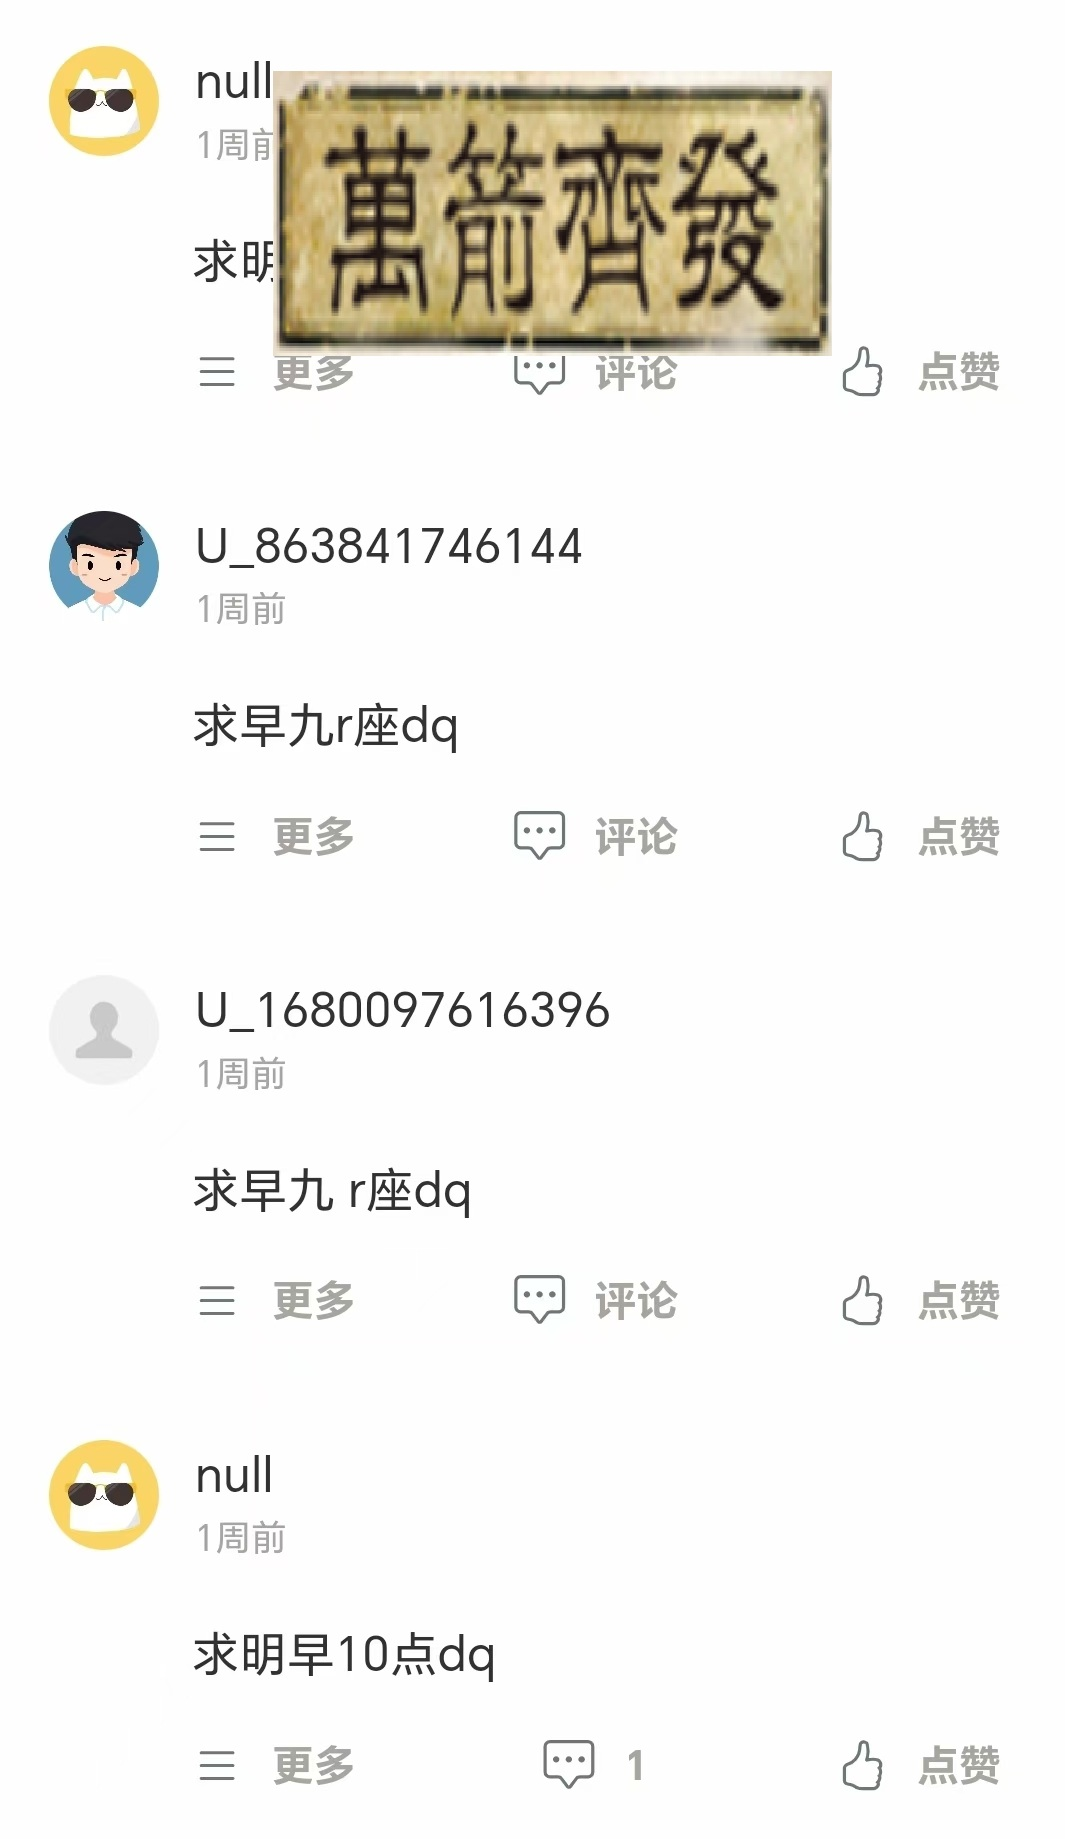 null
1周前
萬箭齊發
求明
更多 评论 点赞
U_863841746144
1周前
求早九r座dq
更多 评论 点赞
U_1680097616396
1周前
求早九 r座dq
更多 评论 点赞
null
1周前
求明早10点dq
更多 1 点赞